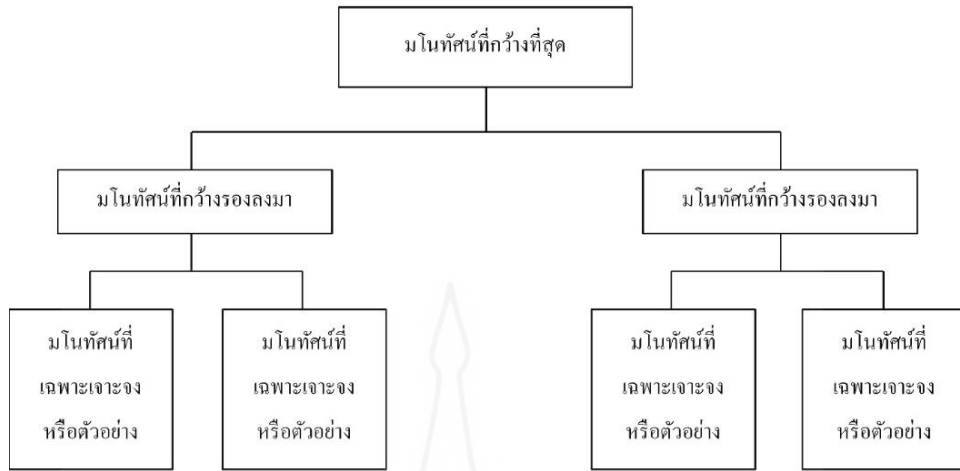 มโนทัศน์ที่กว้างที่สุด
มโนทัศน์ที่กว้างรองลงมา
มโนทัศน์ที่กว้างรองลงมา
มโนทัศน์ที่
เฉพาะเจาะจง
หรือตัวอย่าง
มโนทัศน์ที่
เฉพาะเจาะจง
หรือตัวอย่าง
มโนทัศน์ที่
เฉพาะเจาะจง
หรือตัวอย่าง
มโนทัศน์ที่
เฉพาะเจาะจง
หรือตัวอย่าง